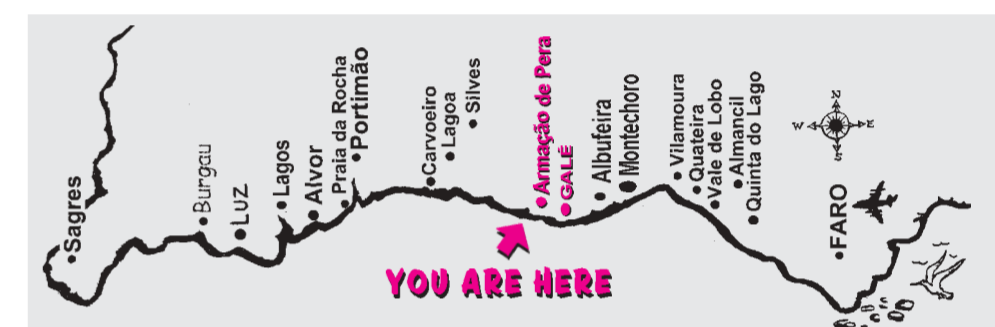 Sagres
Burgau
LUZ
Lagos
Alvor
Praia da Rocha
Portimão
Carvoeiro
Lagoa
Silves
Armação de Pera
GALÉ
Albufeira
Montechoro
Vilamoura
Quateira
Vale de Lobo
Almancil
Quinta do Lago
FARO
N
W
E
S
YOU ARE HERE